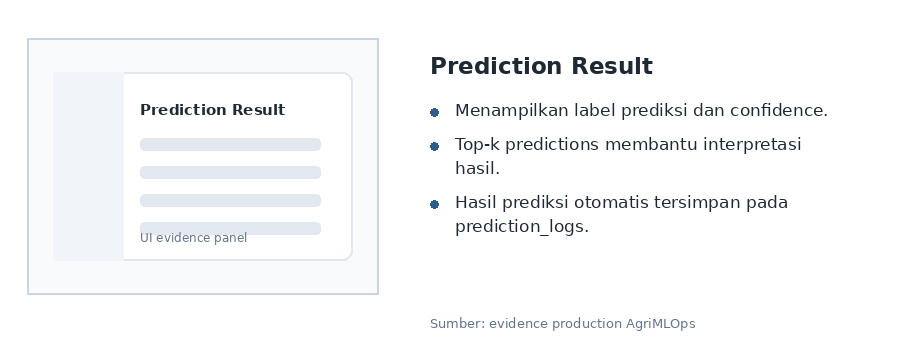 Prediction Result
UI evidence panel
Prediction Result
Menampilkan label prediksi dan confidence.
Top-k predictions membantu interpretasi
hasil.
Hasil prediksi otomatis tersimpan pada
prediction_logs.
Sumber: evidence production AgriMLOps